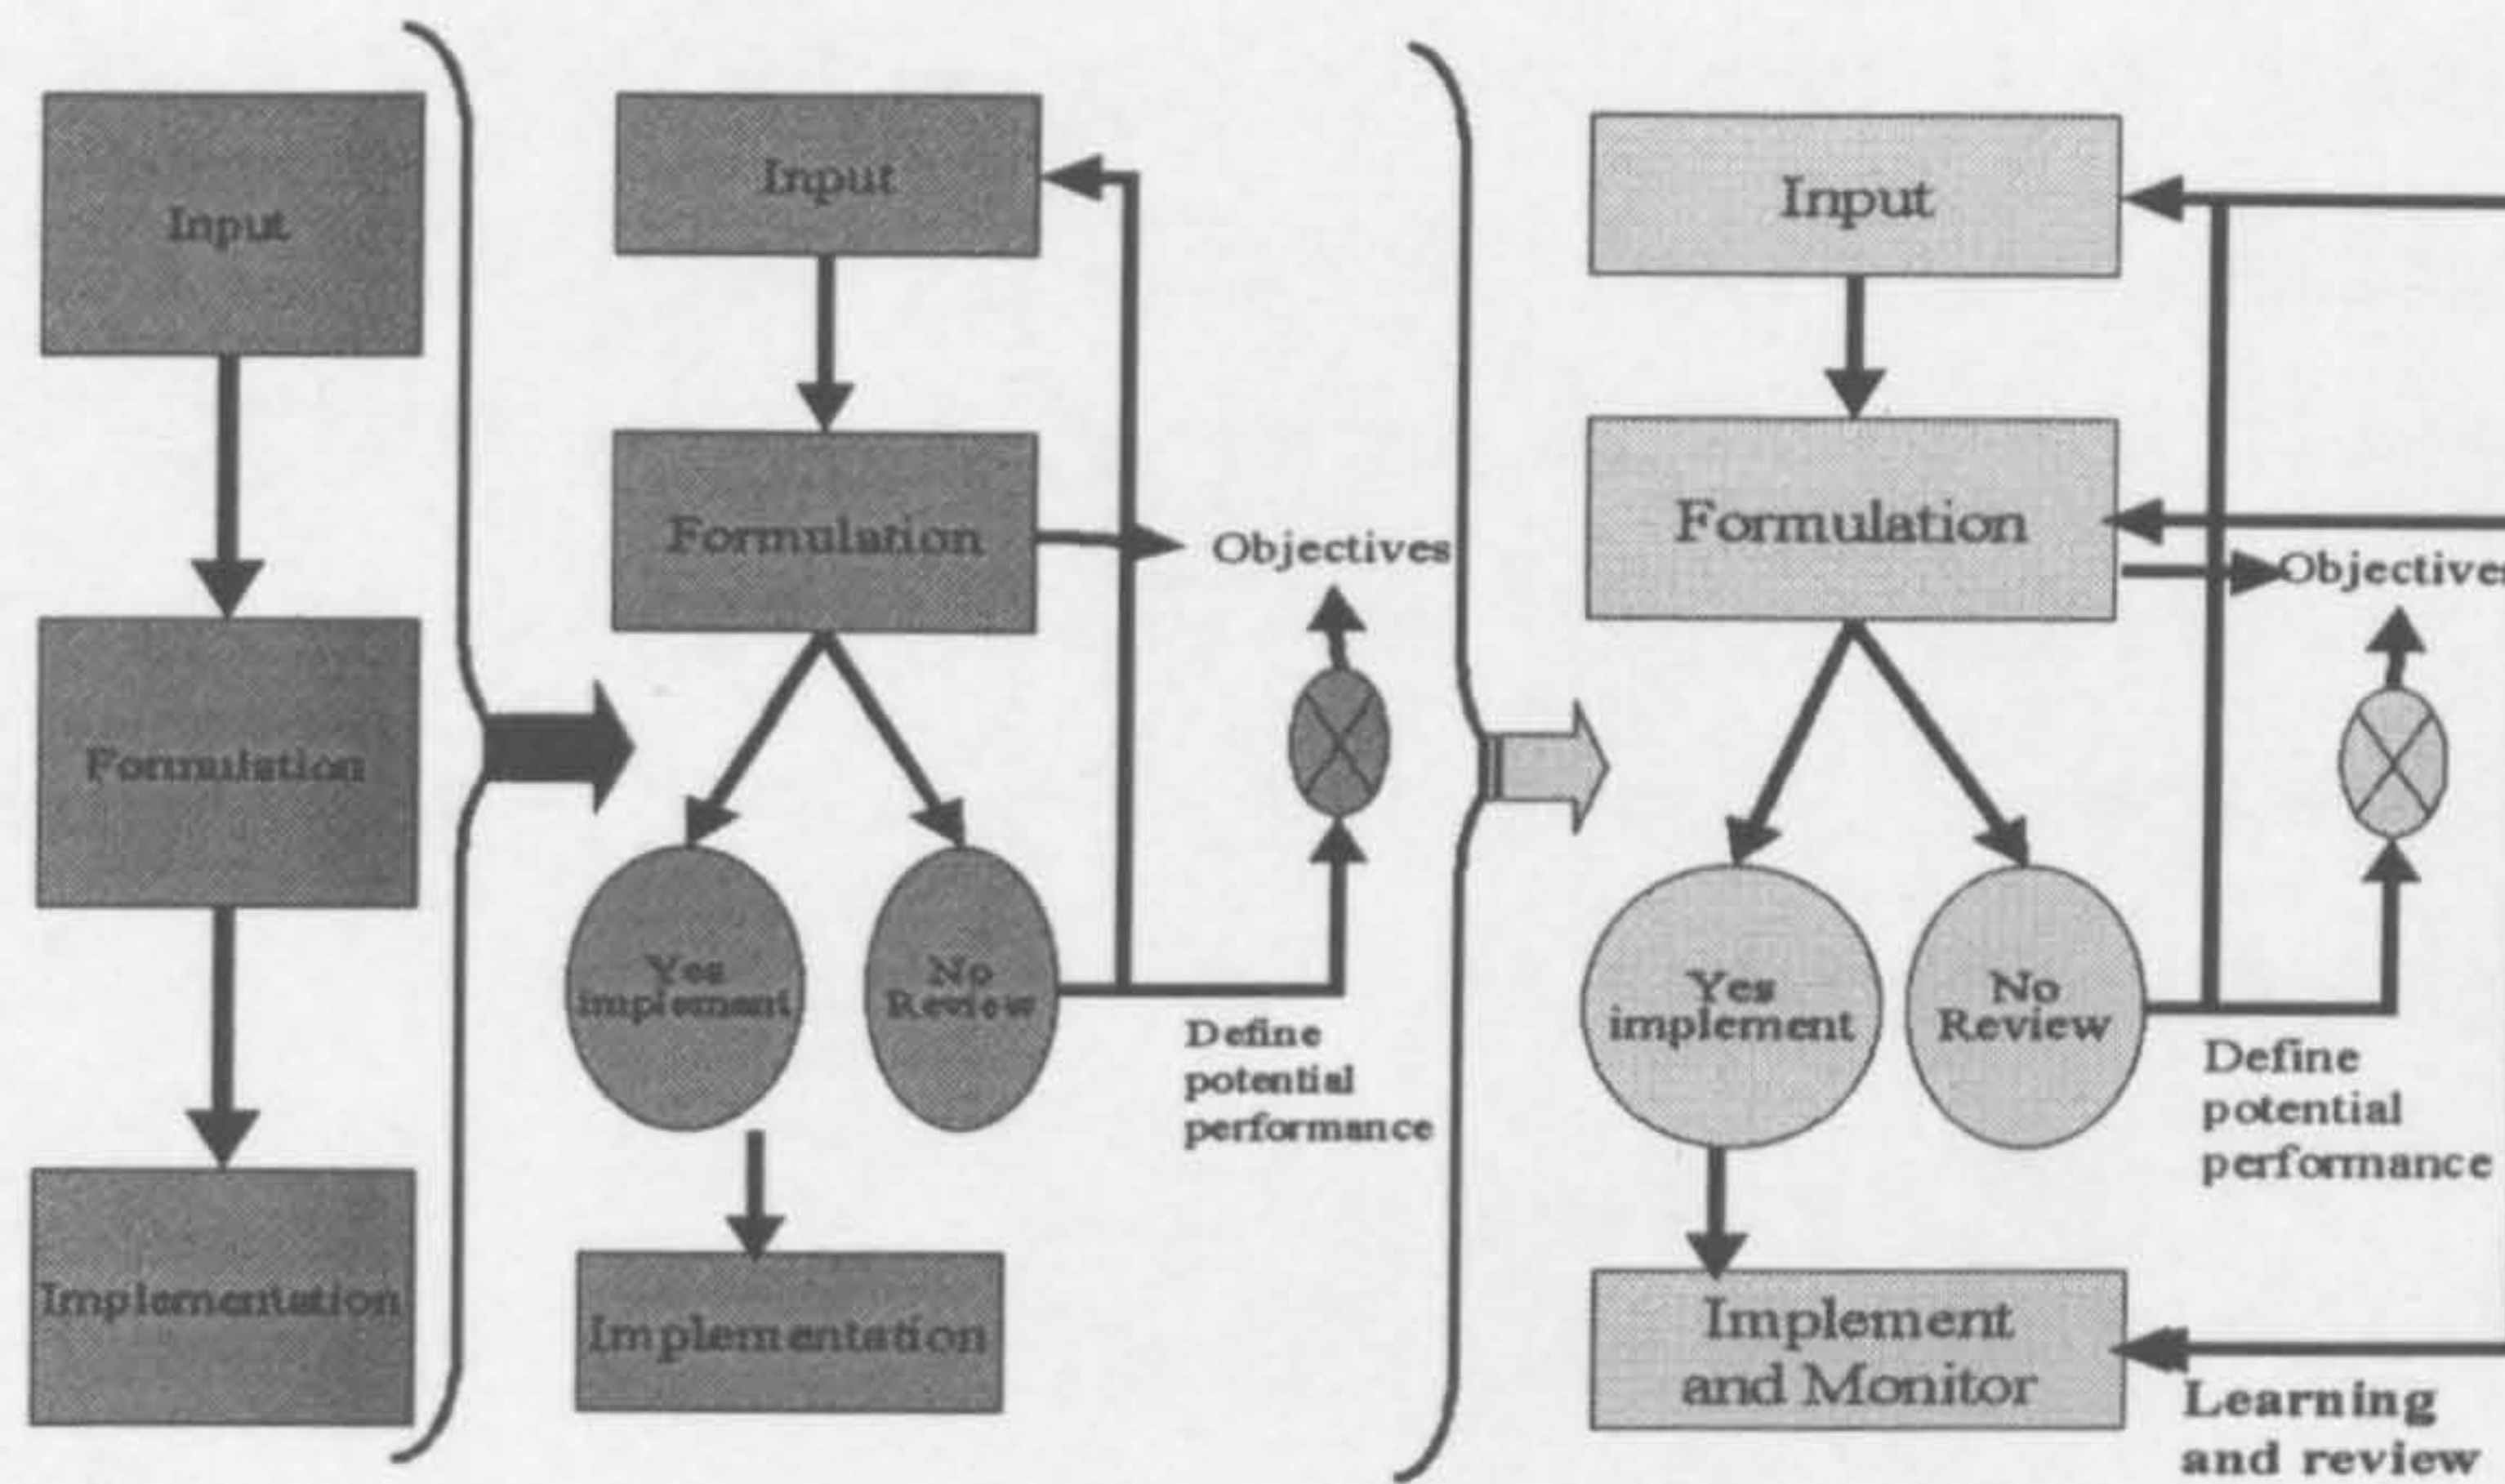 Input
Formulation
Implementation
Input
Formulation
Objectives
Yes
implement
No
Review
Define
potential
performance
Implementation
Input
Formulation
Objectives
Yes
implement
No
Review
Define
potential
performance
Implement
and Monitor
Learning
and review